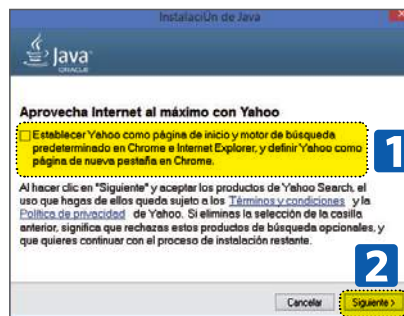 InstalaciUn de Java
Java
ORACLE
Aprovecha Internet al máximo con Yahoo
Establecer Yahoo como página de inicio y motor de búsqueda
predeterminado en Chrome e Internet Explorer, y definir Yahoo como
página de nueva pestaña en Chrome.
1
Al hacer clic en "Siguiente" y aceptar los productos de Yahoo Search, el
uso que hagas de ellos queda sujeto a los Términos y condiciones y la
Política de privacidad de Yahoo. Si eliminas la selección de la casilla
anterior, significa que rechazas estos productos de búsqueda opcionales, y
que quieres continuar con el proceso de instalación restante.
2
Cancelar Siguiente >